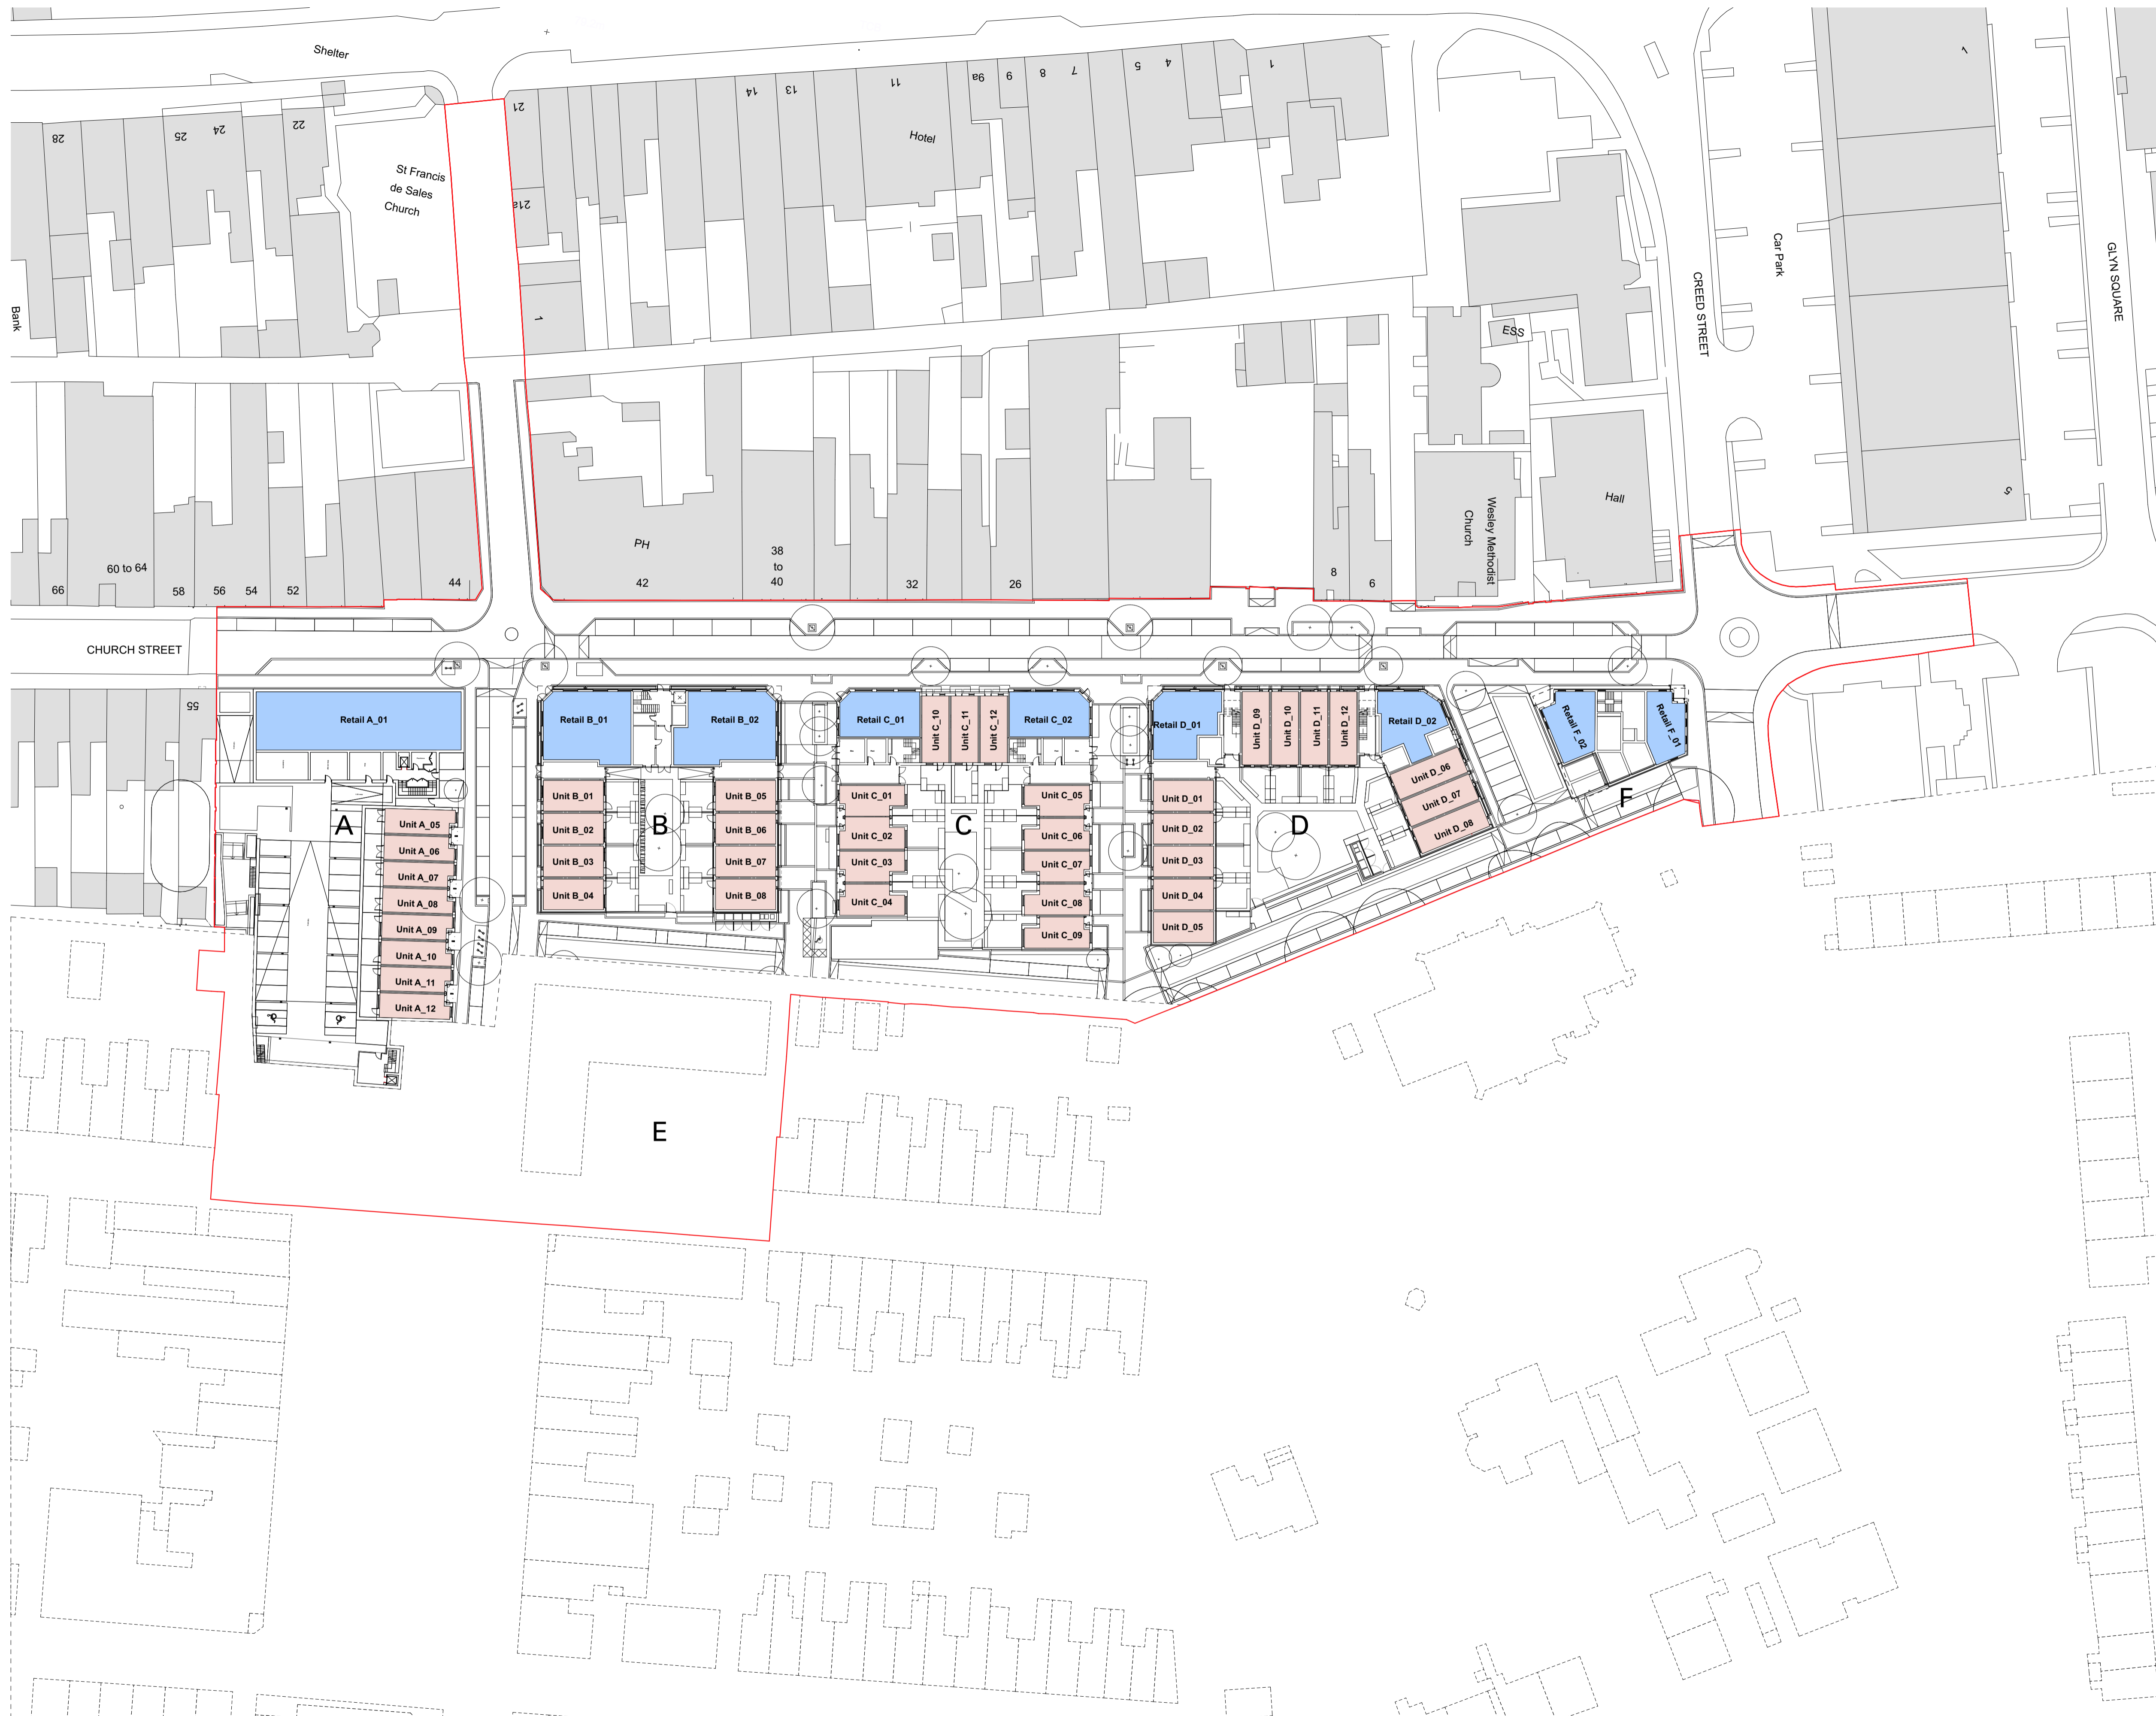 Shelter
28
25
24
22
21
14
13
11
9a
9
8
7
5
4
1
1
Hotel
St Francis
de Sales
Church
21a
1
Bank
Car Park
CREED STREET
GLYN SQUARE
ESS
5
Hall
Wesley Methodist
Church
PH
38
to
40
60 to 64
66
58
56
54
52
44
42
32
26
8
6
CHURCH STREET
55
Retail A_01
Retail B_01
Retail B_02
Retail C_01
Unit C_10
Unit C_11
Unit C_12
Retail C_02
Retail D_01
Unit D_09
Unit D_10
Unit D_11
Unit D_12
Retail D_02
Retail F_02
Retail F_01
A
Unit A_05
Unit A_06
Unit A_07
Unit A_08
Unit A_09
Unit A_10
Unit A_11
Unit A_12
B
Unit B_01
Unit B_02
Unit B_03
Unit B_04
Unit B_05
Unit B_06
Unit B_07
Unit B_08
C
Unit C_01
Unit C_02
Unit C_03
Unit C_04
Unit C_05
Unit C_06
Unit C_07
Unit C_08
Unit C_09
D
Unit D_01
Unit D_02
Unit D_03
Unit D_04
Unit D_05
Unit D_06
Unit D_07
Unit D_08
F
E